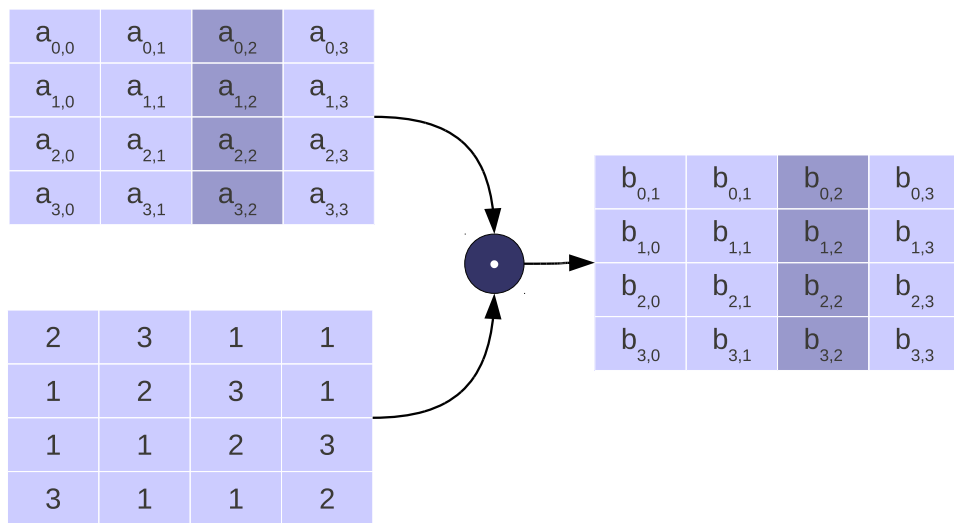 a0,0 a0,1 a0,2 a0,3
a1,0 a1,1 a1,2 a1,3
a2,0 a2,1 a2,2 a2,3
a3,0 a3,1 a3,2 a3,3
2 3 1 1
1 2 3 1
1 1 2 3
3 1 1 2
b0,1 b0,1 b0,2 b0,3
b1,0 b1,1 b1,2 b1,3
b2,0 b2,1 b2,2 b2,3
b3,0 b3,1 b3,2 b3,3